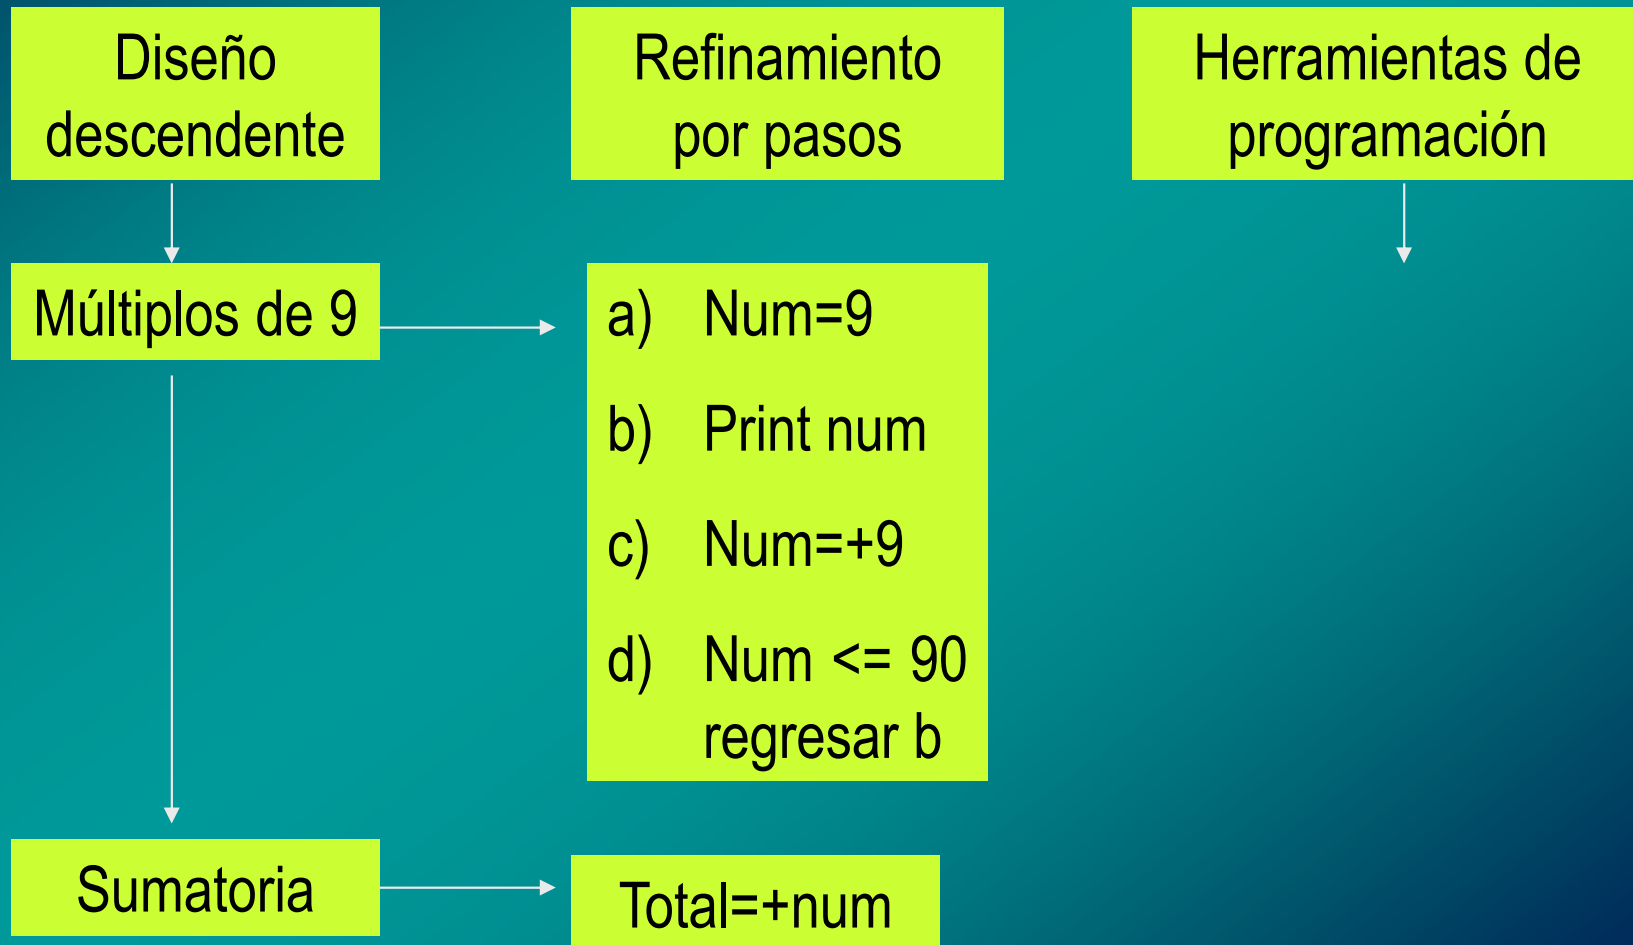 Diseño
descendente
Refinamiento
por pasos
Herramientas de
programación
Múltiplos de 9
a) Num=9
b) Print num
c) Num=+9
d) Num <= 90
regresar b
Sumatoria
Total=+num